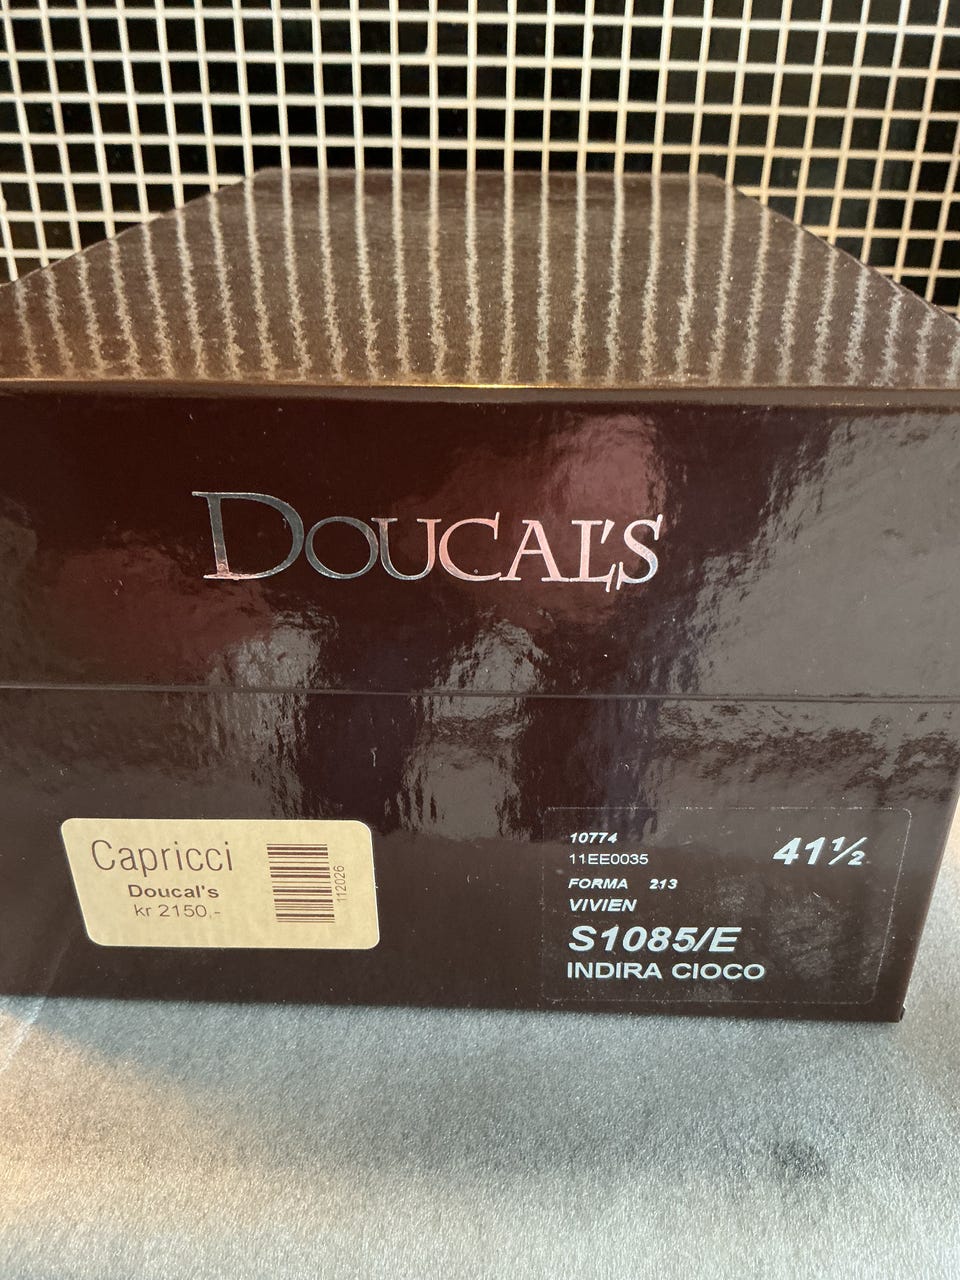 DOUCAL'S
Capricci
Doucal's
kr 2150,-
112026
10774
11EE0035
41½
FORMA 213
VIVIEN
S1085/E
INDIRA CIOCO